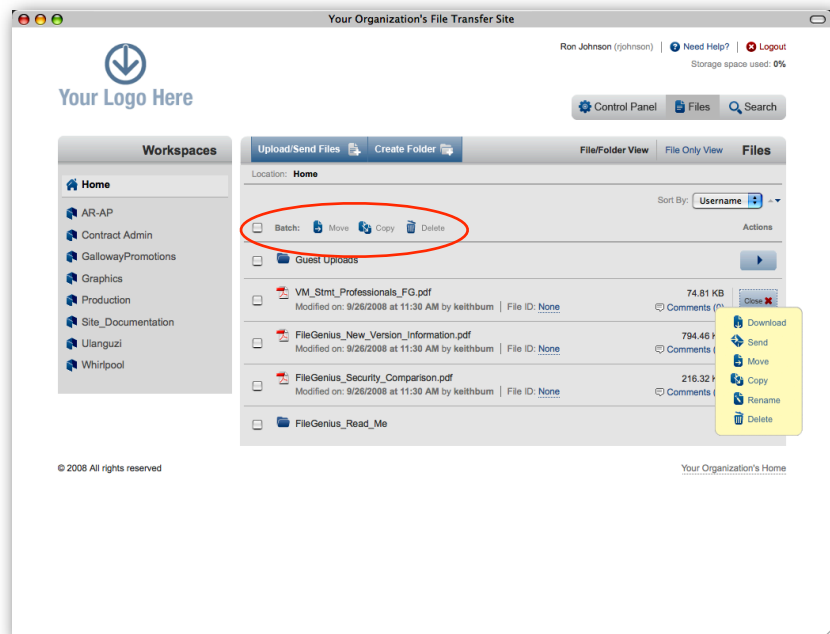 Your Organization's File Transfer Site
Ron Johnson (rjohnson) | Need Help? | Logout
Storage space used: 0%
Your Logo Here
Control Panel Files Search
Workspaces
Home
AR-AP
Contract Admin
GallowayPromotions
Graphics
Production
Site_Documentation
Ulanguzi
Whirlpool
Upload/Send Files Create Folder File/Folder View | File Only View Files
Location: Home
Sort By: Username
Batch: Move Copy Delete Actions
Guest Uploads
VM_Stmt_Professionals_FG.pdf 74.81 KB Close
Modified on: 9/26/2008 at 11:30 AM by keithbum | File ID: None Comments (0)
FileGenius_New_Version_Information.pdf 794.46
Modified on: 9/26/2008 at 11:30 AM by keithbum | File ID: None Comments (
FileGenius_Security_Comparison.pdf 216.32
Modified on: 9/26/2008 at 11:30 AM by keithbum | File ID: None Comments (
FileGenius_Read_Me
Download
Send
Move
Copy
Rename
Delete
© 2008 All rights reserved Your Organization's Home